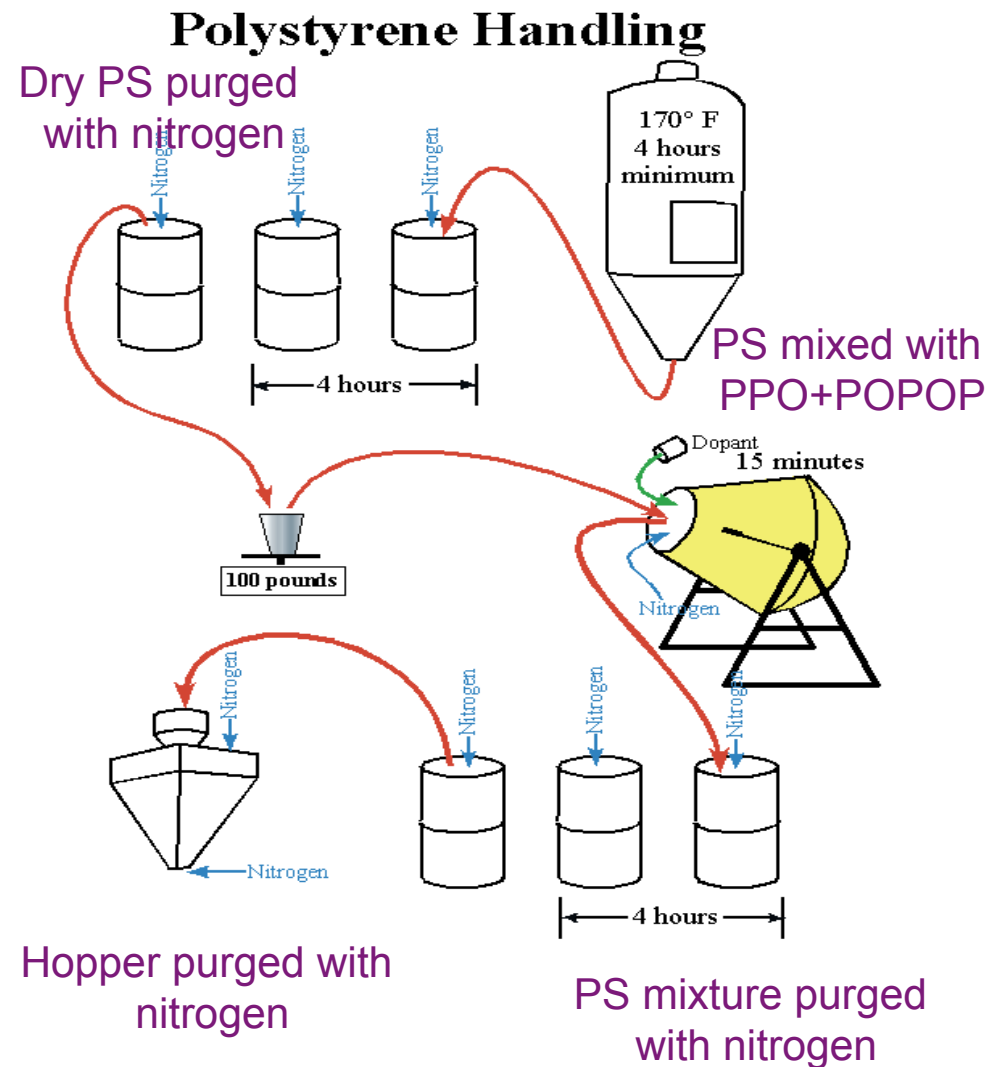 Polystyrene Handling
Dry PS purged
with nitrogen
Nitrogen
Nitrogen
Nitrogen
170° F
4 hours
minimum
4 hours
PS mixed with
PPO+POPOP
Dopant
15 minutes
100 pounds
Nitrogen
Nitrogen
Nitrogen
Nitrogen
Nitrogen
Nitrogen
4 hours
Hopper purged with
nitrogen
PS mixture purged
with nitrogen